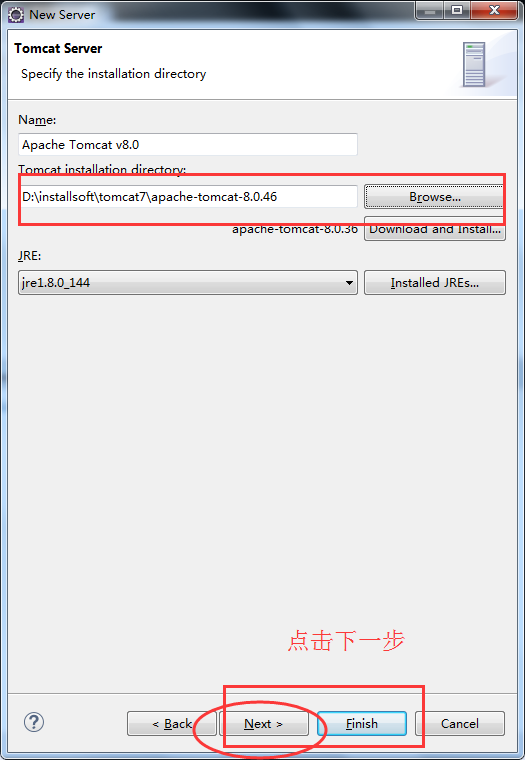 New Server
Tomcat Server
Specify the installation directory
Name:
Apache Tomcat v8.0
Tomcat installation directory:
D:\installsoft\tomcat7\apache-tomcat-8.0.46
Browse...
apache-tomcat-8.0.36
Download and Install...
JRE:
jre1.8.0_144
Installed JREs...
点击下一步
?
< Back
Next >
Finish
Cancel